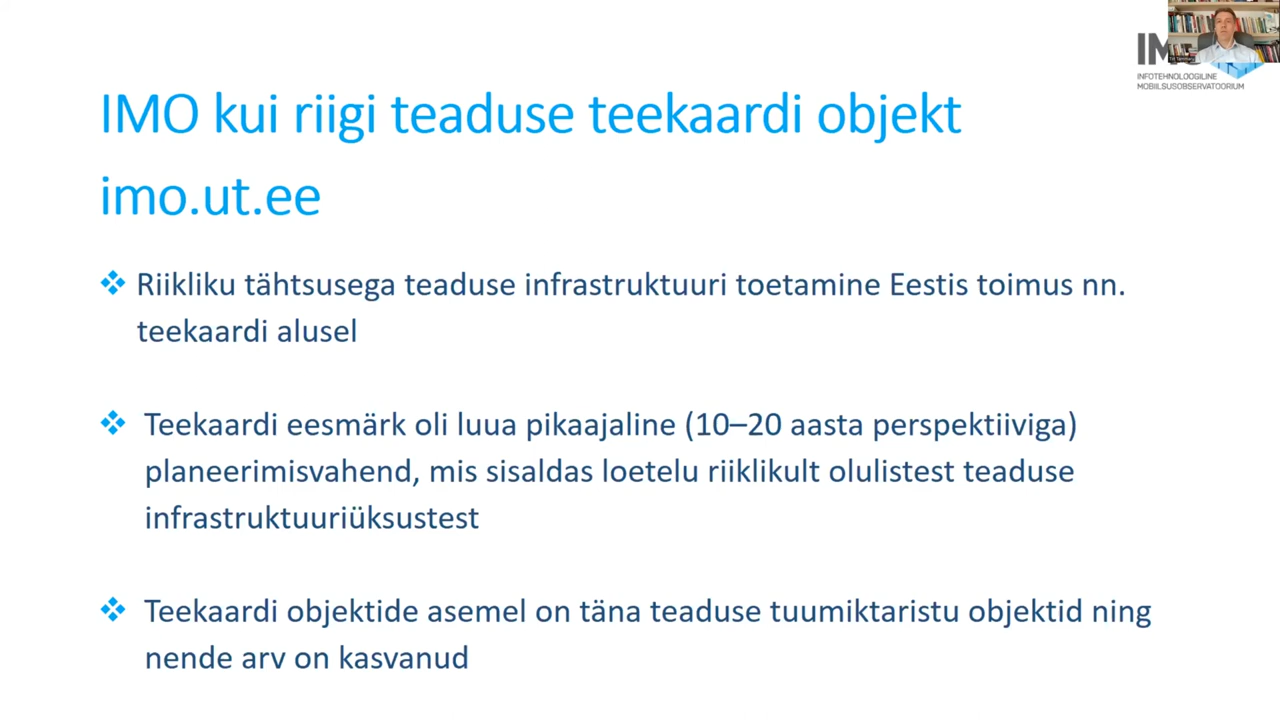 IMO kui riigi teaduse teekaardi objekt
imo.ut.ee
INFOTEHNOLOOGILINE
MOBIILSUSOBSERVATOORIUM
❖ Riikliku tähtsusega teaduse infrastruktuuri toetamine Eestis toimus nn.
teekaardi alusel
❖ Teekaardi eesmärk oli luua pikaajaline (10–20 aasta perspektiiviga)
planeerimisvahend, mis sisaldas loetelu riiklikult olulistest teaduse
infrastruktuuriüksustest
❖ Teekaardi objektide asemel on täna teaduse tuumiktaristu objektid ning
nende arv on kasvanud